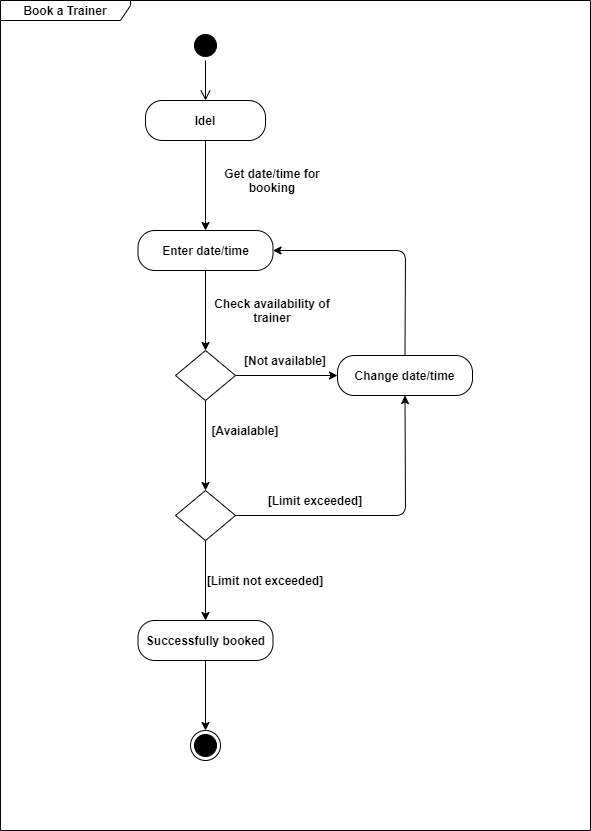 Book a Trainer
Idel
Get date/time for
booking
Enter date/time
Check availability of
trainer
[Not available]
Change date/time
[Avaialable]
[Limit exceeded]
[Limit not exceeded]
Successfully booked